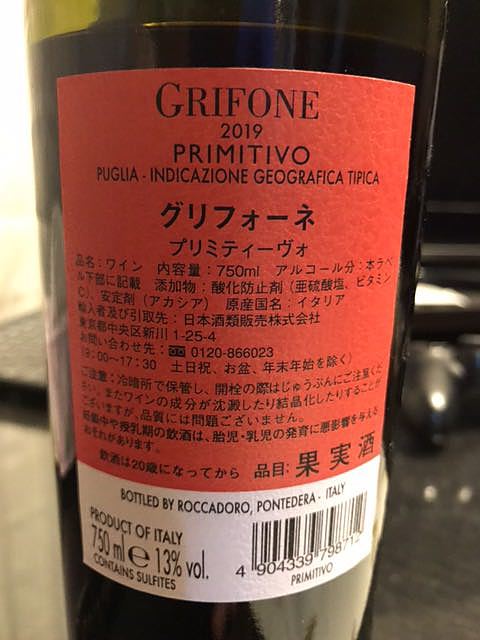 GRIFONE
2019
PRIMITIVO
PUGLIA - INDICAZIONE GEOGRAFICA TIPICA
グリフォーネ
プリミティーヴォ
品名：ワイン 内容量：750ml アルコール分：本ラベ
ル下部に記載 添加物：酸化防止剤（亜硫酸塩、ビタミン
C）、安定剤（アカシア） 原産国名：イタリア
輸入者及び引取先：日本酒類販売株式会社
東京都中央区新川 1-25-4
お問い合わせ先： 0120-866023
（9：00～17：30 土日祝、お盆、年末年始を除く）
ご注意：冷暗所で保管し、開栓の際はじゅうぶんにご注意くだ
さい。またワインの成分が沈澱したり結晶化したりすることが
ございますが、品質には問題ございません。
妊娠中や授乳期の飲酒は、胎児・乳児の発育に悪影響を与える
おそれがあります。
飲酒は20歳になってから 品目：果実酒
BOTTLED BY ROCCADORO, PONTEDERA - ITALY
PRODUCT OF ITALY
750 ml e 13% vol.
CONTAINS SULFITES
4 904339 79871
PRIMITIVO